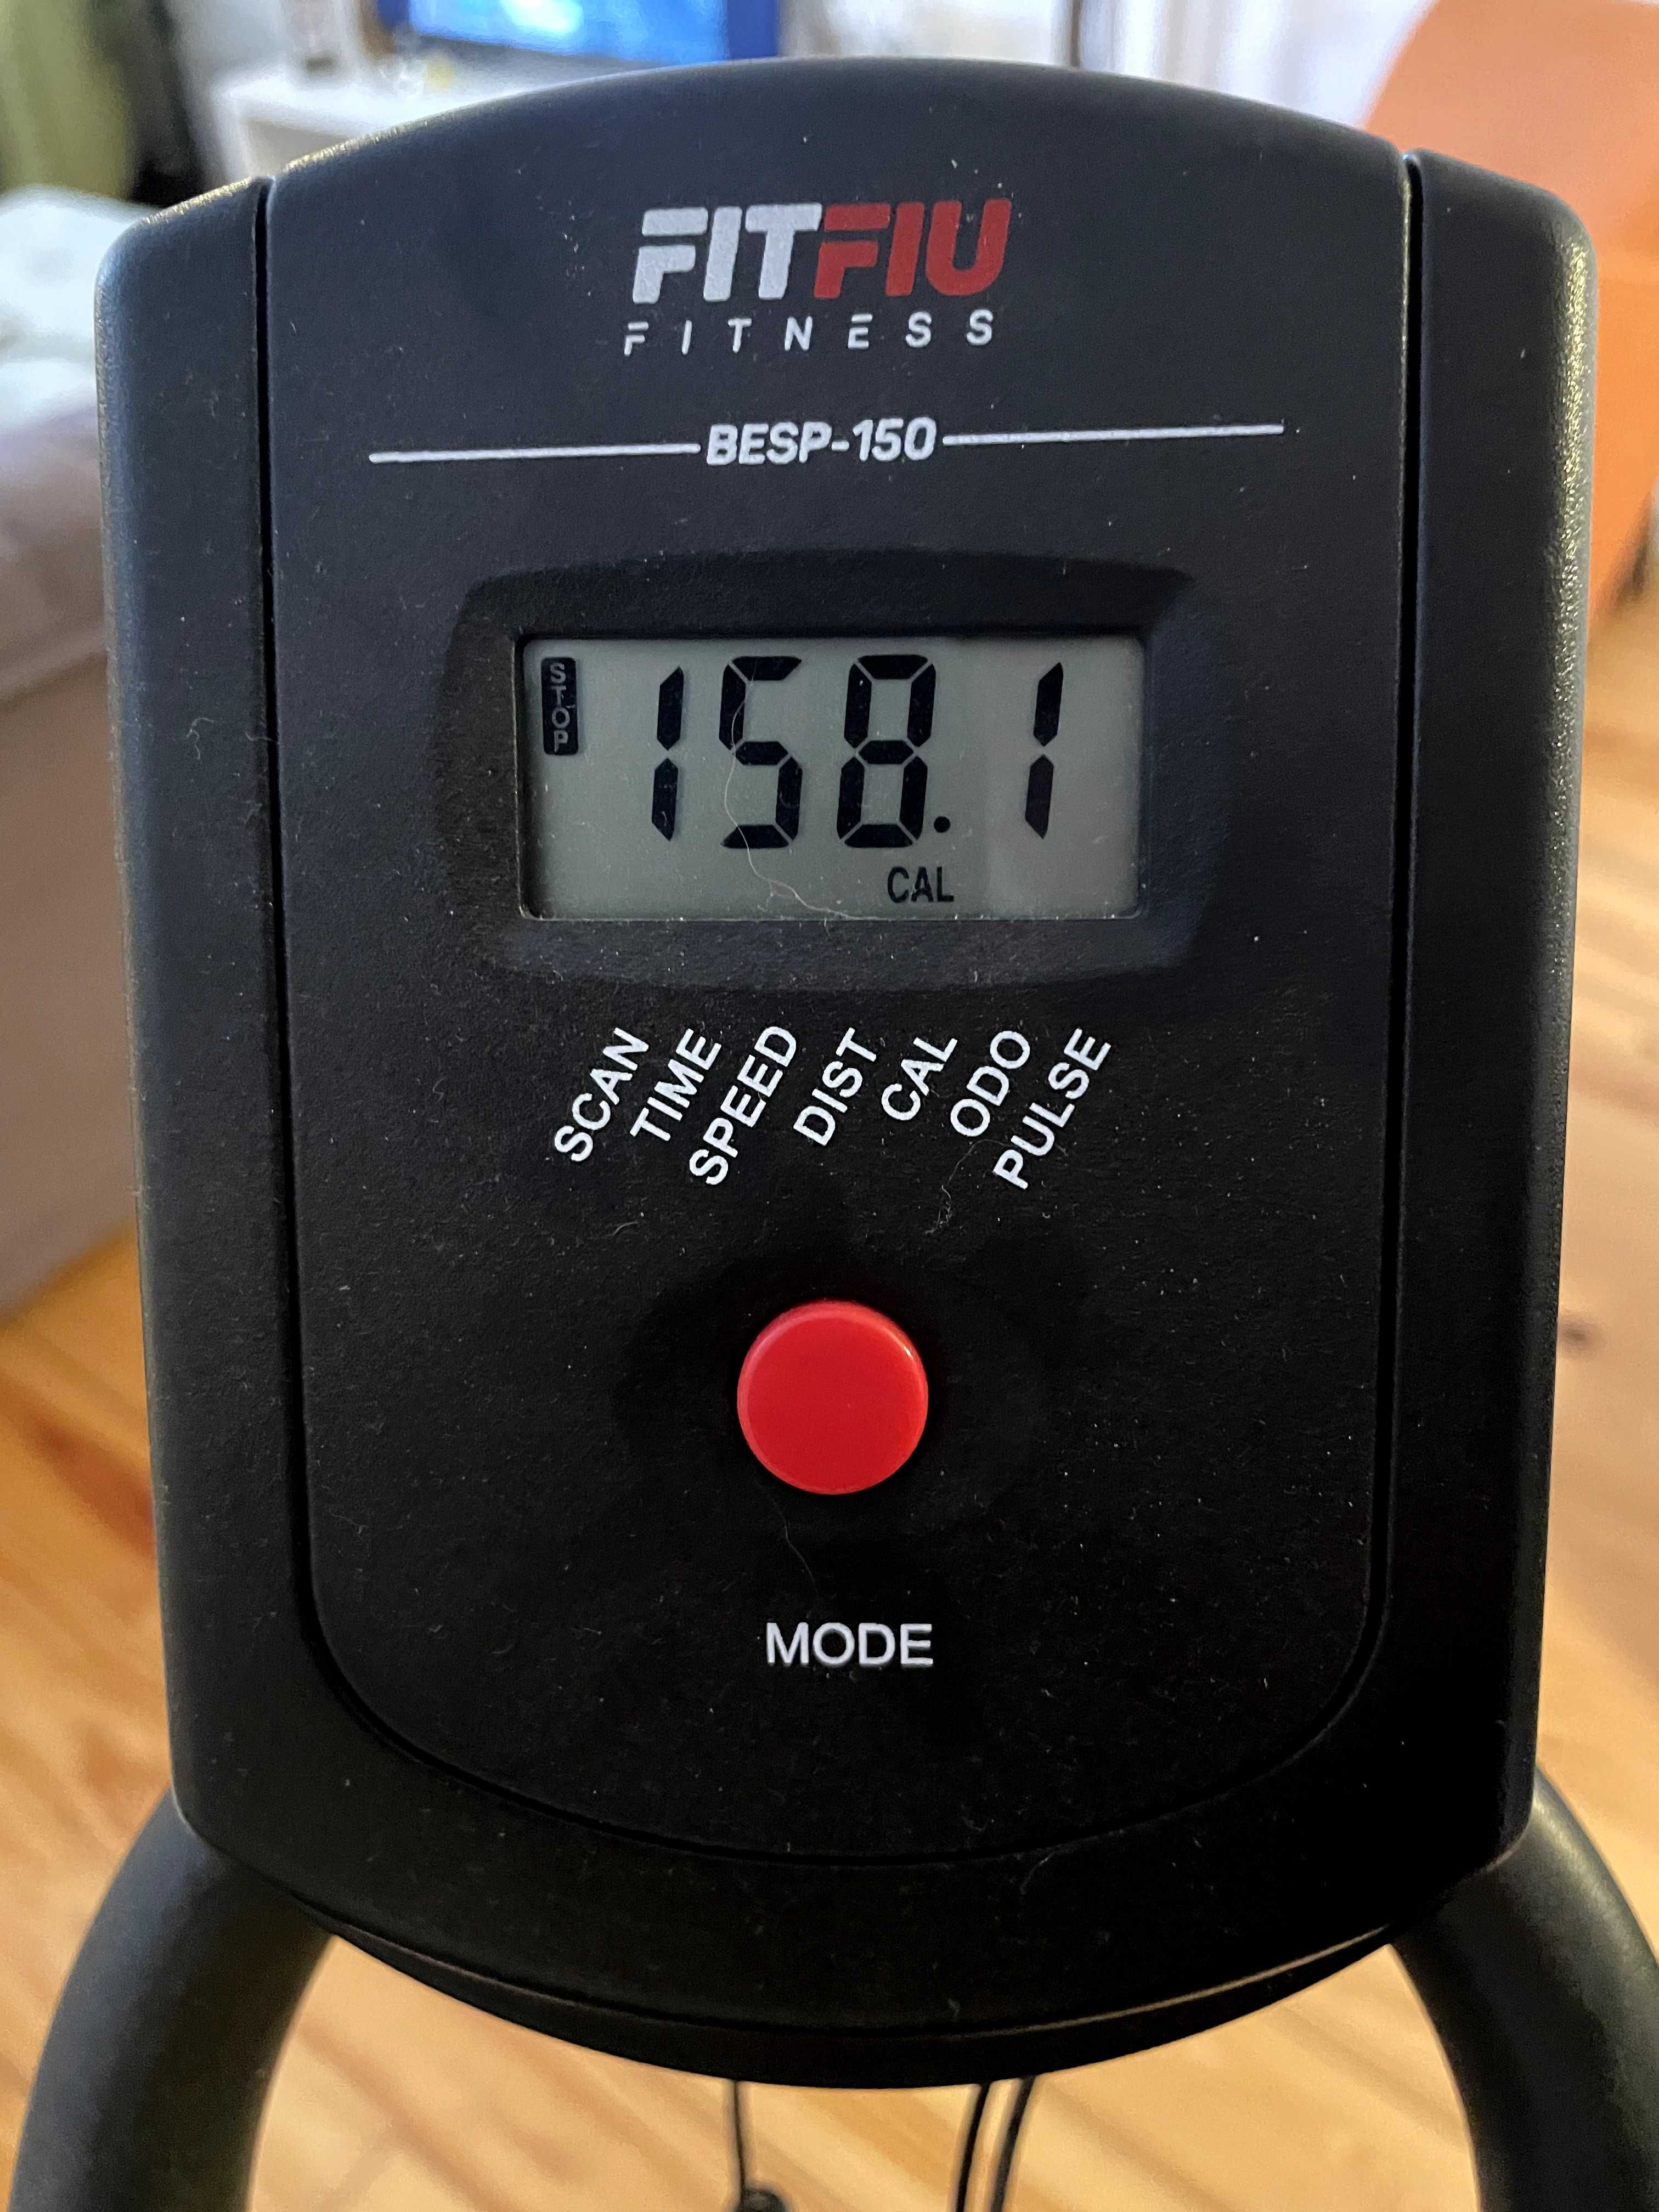 FITFIU
FITNESS
BESP-150
STOP
158.1
CAL
SCAN
TIME
SPEED
DIST
CAL
ODO
PULSE
MODE